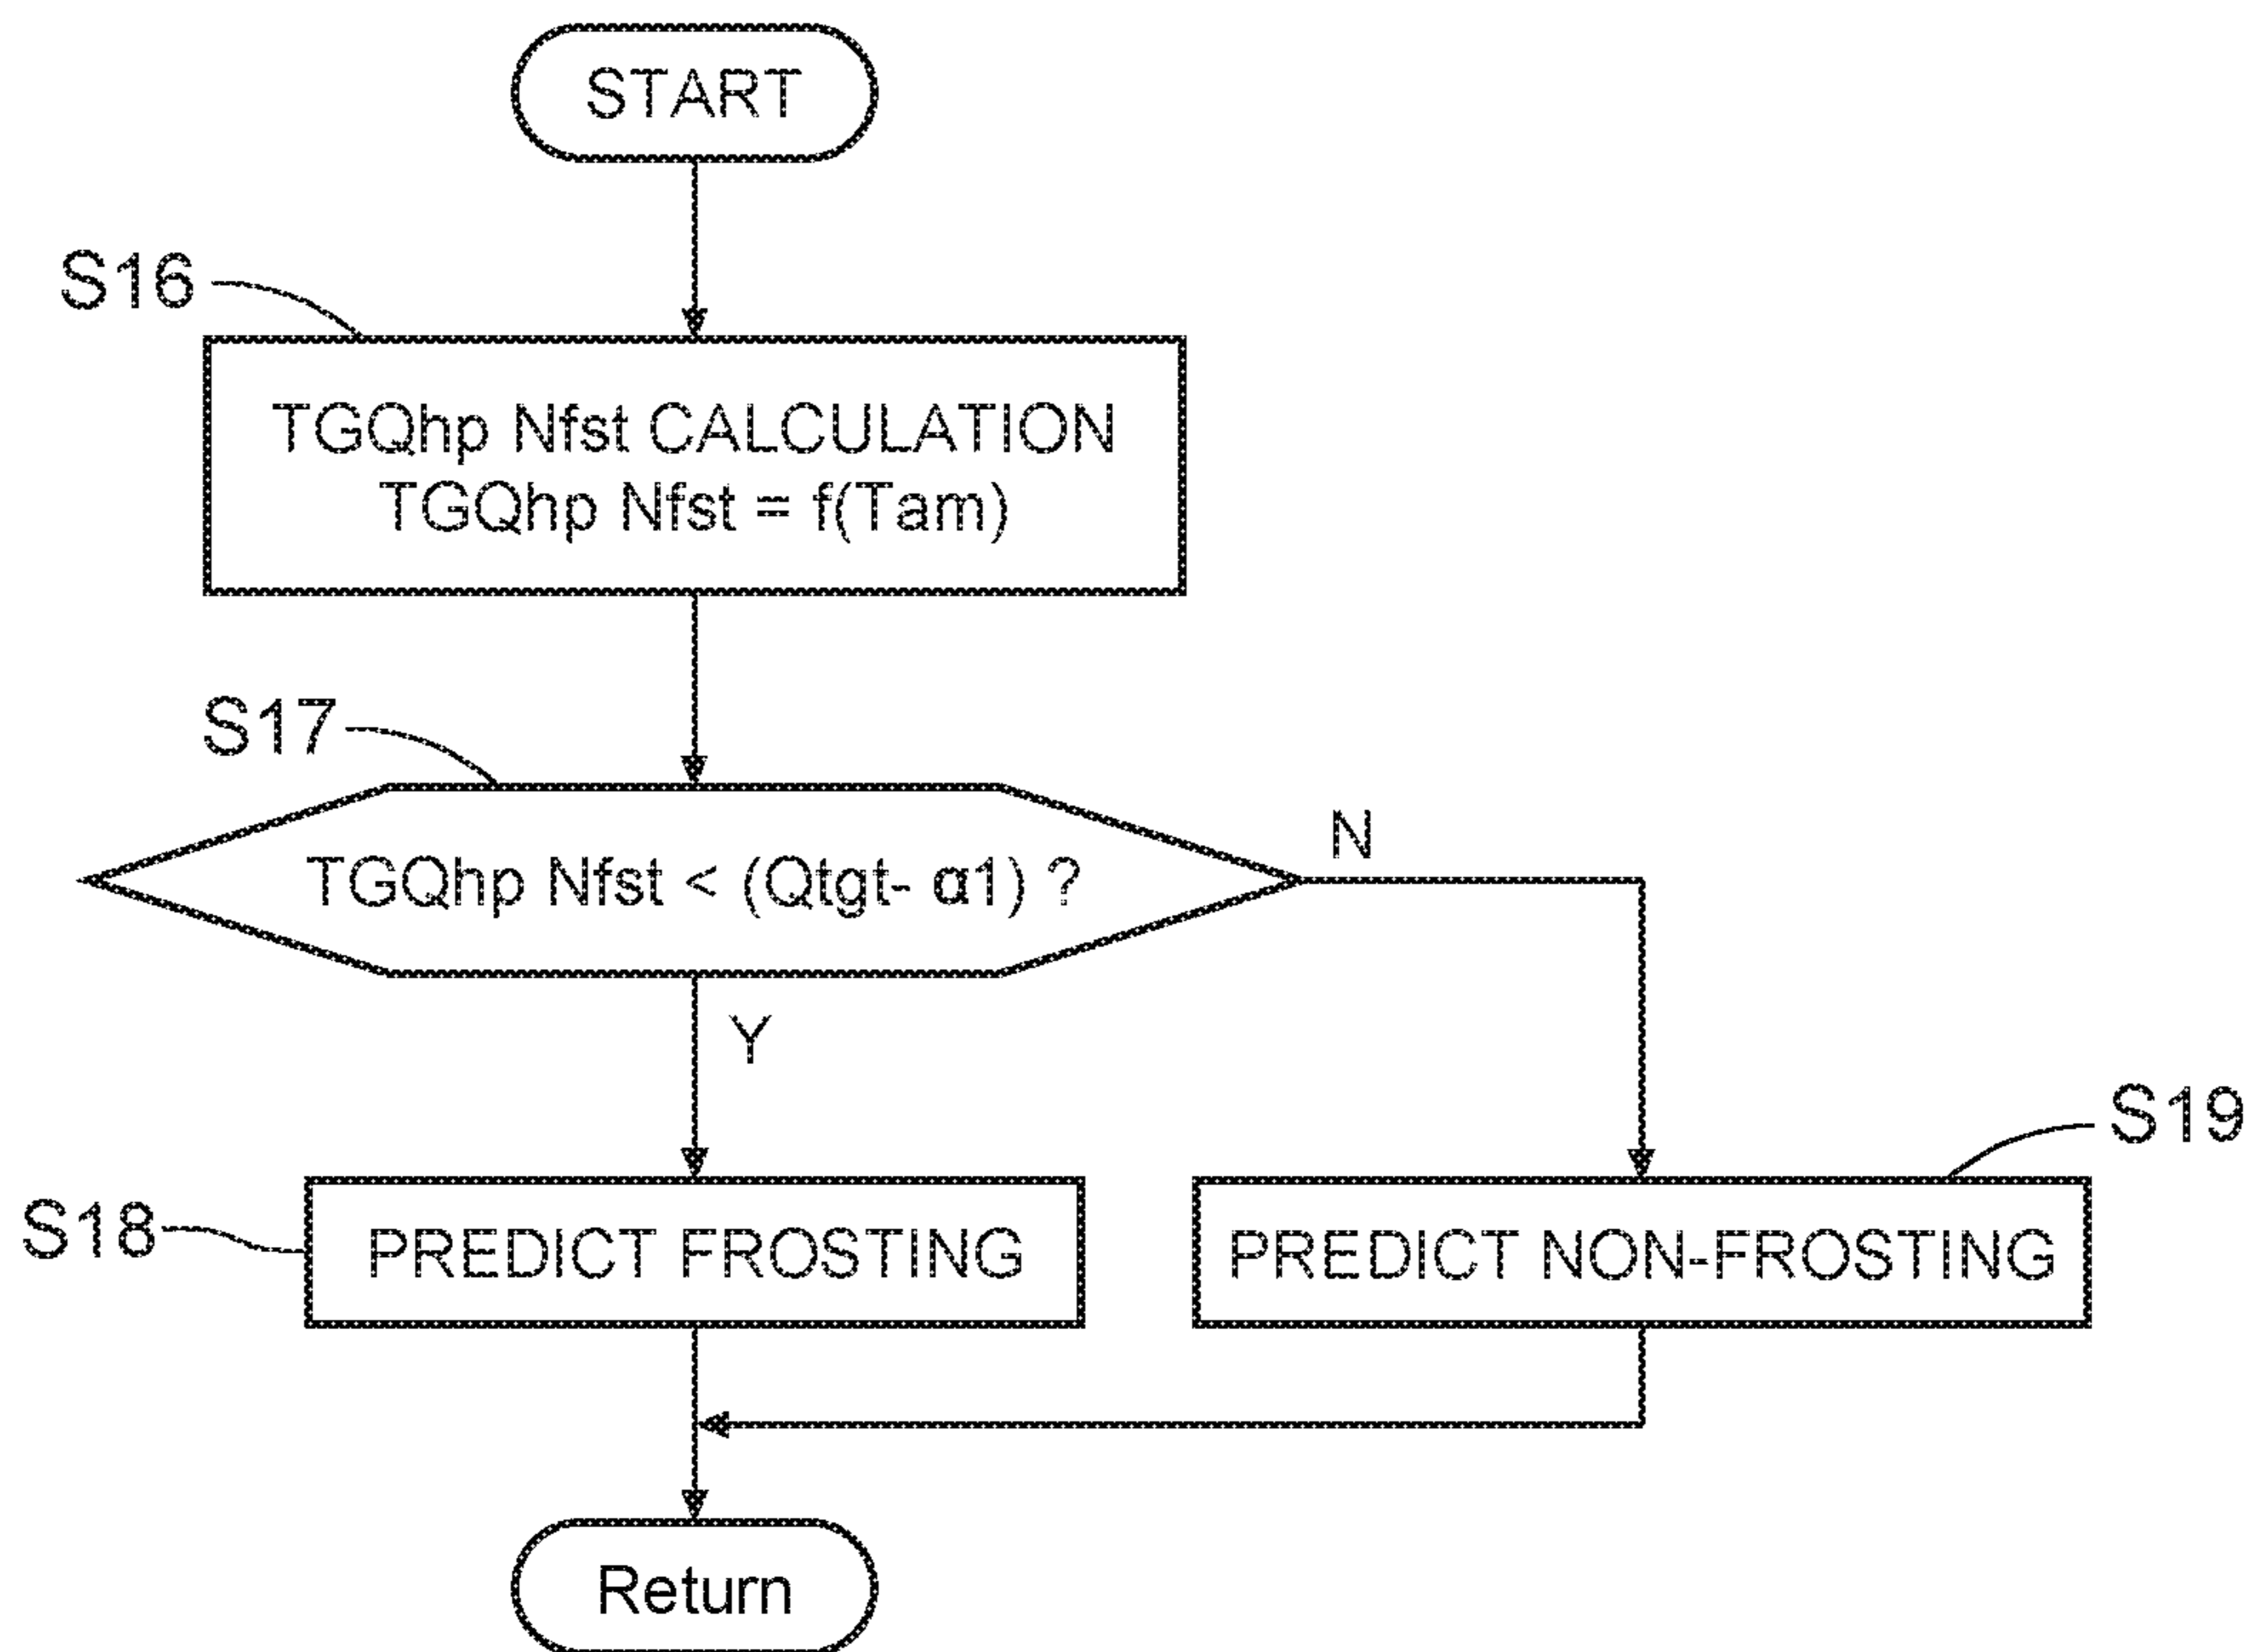 START
S16
TGQhp Nfst CALCULATION
TGQhp Nfst = f(Tam)
S17
TGQhp Nfst < (Qtgt- α1) ?
N
Y
S18
PREDICT FROSTING
PREDICT NON-FROSTING
S19
Return